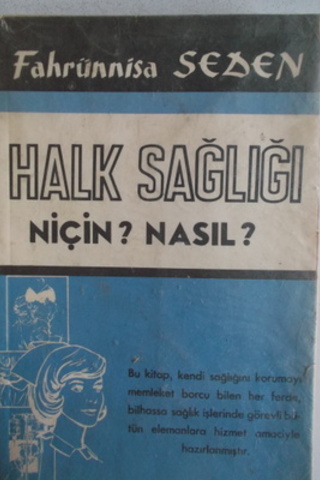 Fahrünnisa SEDEN
HALK SAĞLIĞI
NİÇİN? NASIL?
Bu kitap, kendi sağlığını korumayı
memleket borcu bilen her ferde,
bilhassa sağlık işlerinde görevli bü-
tün elemanlara hizmet amaciyle
hazırlanmıştır.